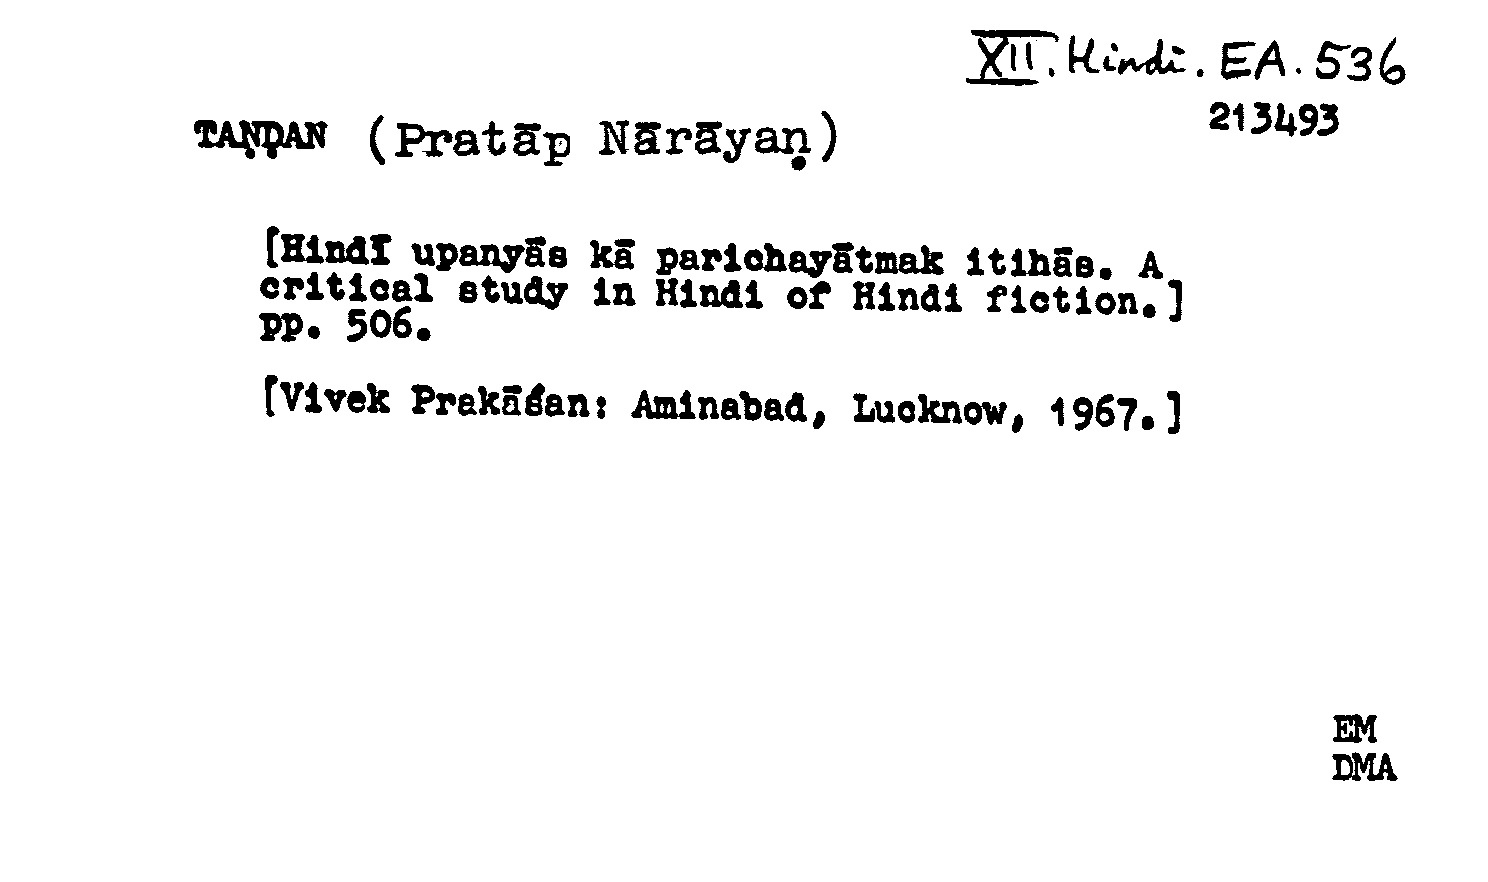 XII. Hindi. EA. 536
213493
TAṆḌAN (Pratāp Nārāyaṇ)
[Hindī upanyās kā parichayātmak itihās. A
critical study in Hindi of Hindi fiction.]
pp. 506.
[Vivek Prakāśan: Aminabad, Lucknow, 1967.]
EM
DMA